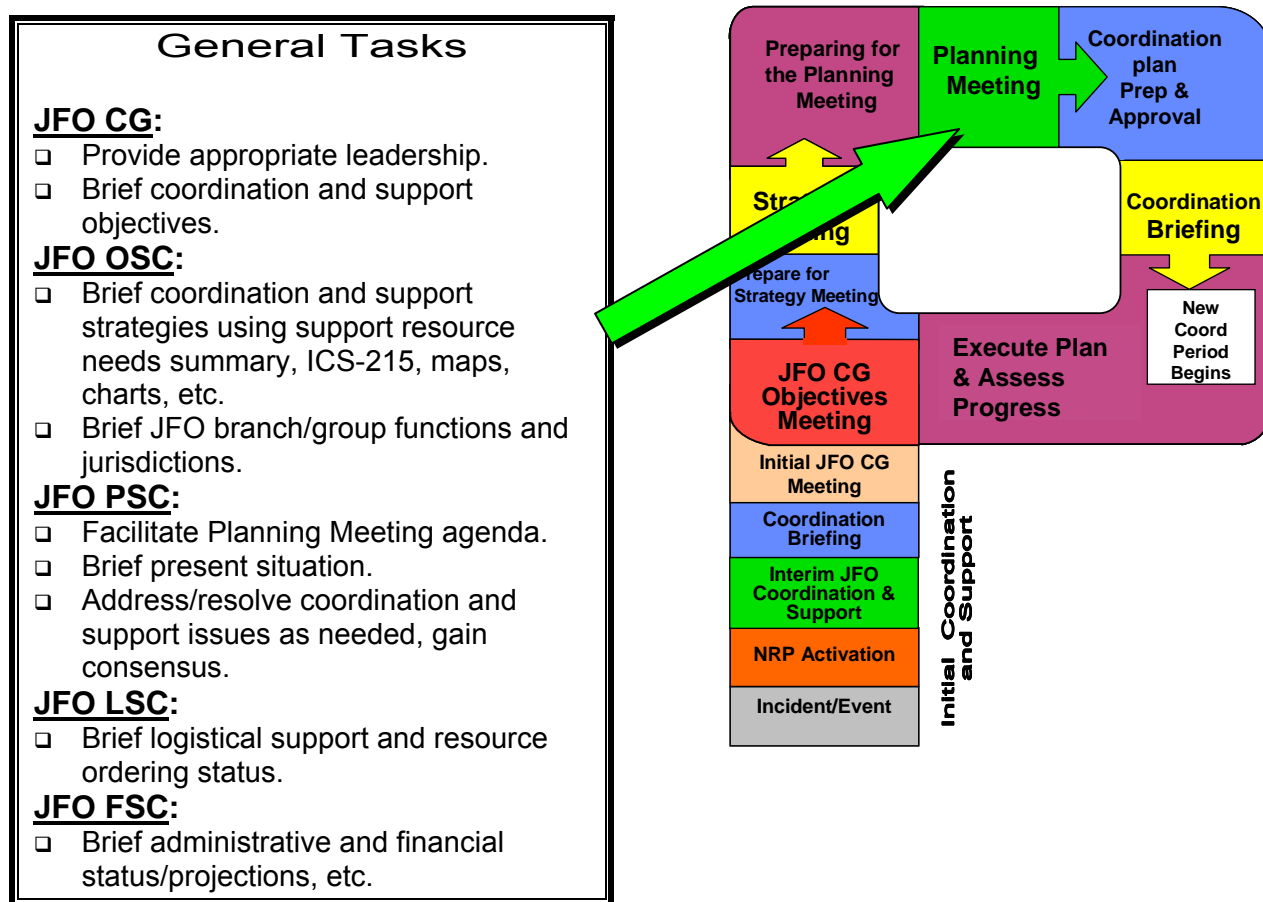 General Tasks
JFO CG:
❑ Provide appropriate leadership.
❑ Brief coordination and support
objectives.
JFO OSC:
❑ Brief coordination and support
strategies using support resource
needs summary, ICS-215, maps,
charts, etc.
❑ Brief JFO branch/group functions and
jurisdictions.
JFO PSC:
❑ Facilitate Planning Meeting agenda.
❑ Brief present situation.
❑ Address/resolve coordination and
support issues as needed, gain
consensus.
JFO LSC:
❑ Brief logistical support and resource
ordering status.
JFO FSC:
❑ Brief administrative and financial
status/projections, etc.
Preparing for
the Planning
Meeting
Planning
Meeting
Coordination
plan
Prep &
Approval
Coordination
Briefing
New
Coord
Period
Begins
Execute Plan
& Assess
Progress
Strategy Meeting
JFO CG
Objectives
Meeting
Initial JFO CG
Meeting
Coordination
Briefing
Interim JFO
Coordination &
Support
NRP Activation
Incident/Event
Initial Coordination
and Support